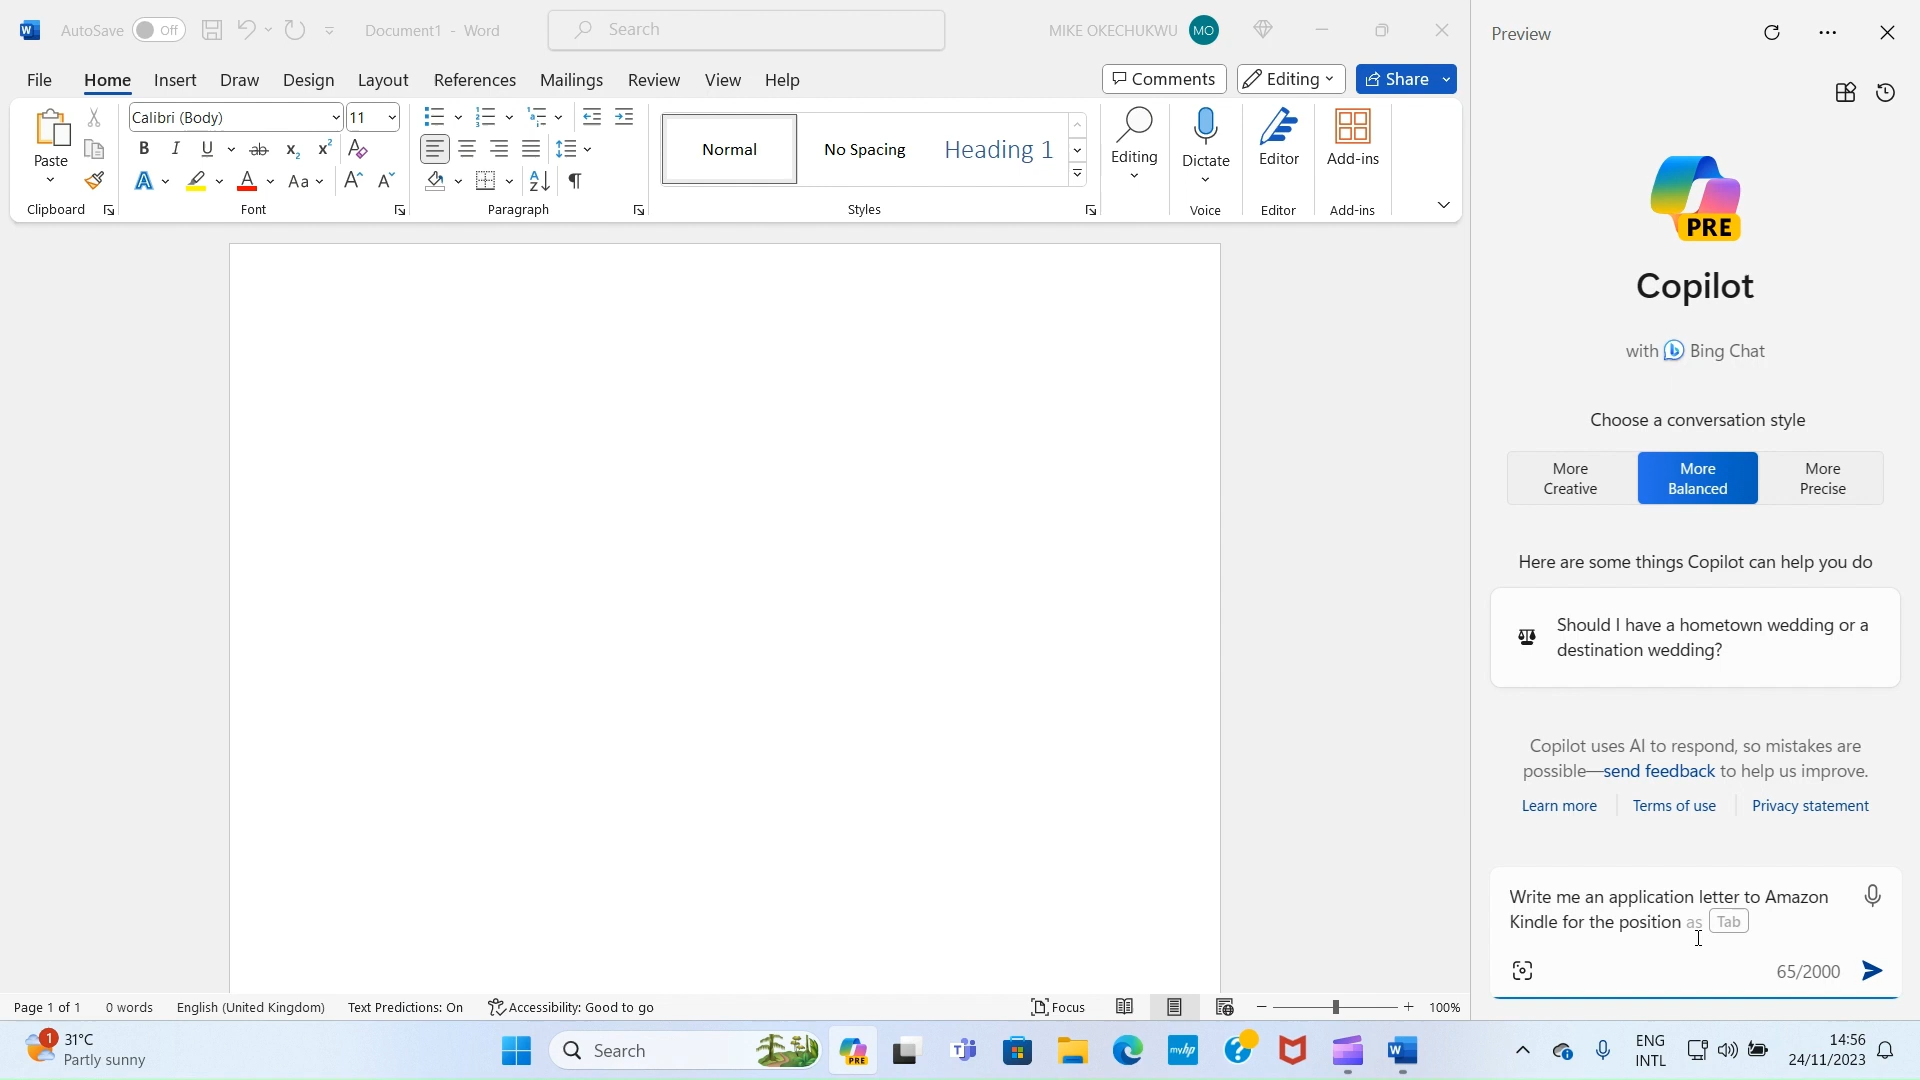 AutoSave Off Document1 - Word Search MIKE OKECHUKWU MO
File Home Insert Draw Design Layout References Mailings Review View Help Comments Editing Share
Calibri (Body) 11
Paste
B I U ab x₂ x² A
A A Aa A A
Normal No Spacing Heading 1
Editing Dictate Editor Add-ins
Clipboard Font Paragraph Styles Voice Editor Add-ins
Preview
PRE
Copilot
with b Bing Chat
Choose a conversation style
More Creative
More Balanced
More Precise
Here are some things Copilot can help you do
Should I have a hometown wedding or a
destination wedding?
Copilot uses AI to respond, so mistakes are
possible—send feedback to help us improve.
Learn more Terms of use Privacy statement
Write me an application letter to Amazon
Kindle for the position as Tab
65/2000
Page 1 of 1 0 words English (United Kingdom) Text Predictions: On Accessibility: Good to go Focus 100%
1 31°C
Partly sunny
Search PRE myhp
ENG
INTL
14:56
24/11/2023